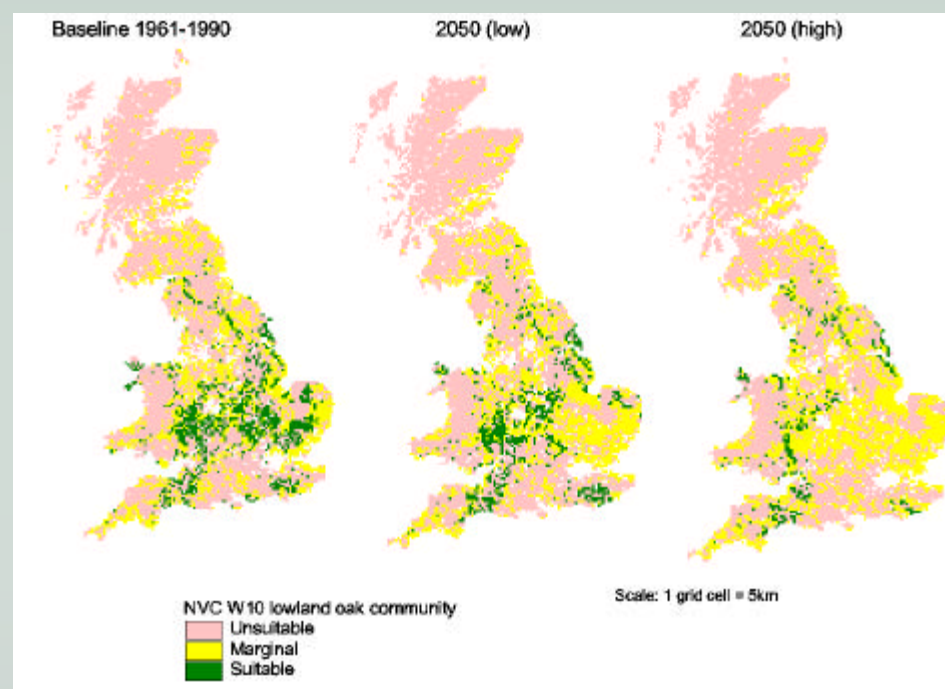 Baseline 1961-1990
2050 (low)
2050 (high)
Scale: 1 grid cell = 5km
NVC W10 lowland oak community
Unsuitable
Marginal
Suitable